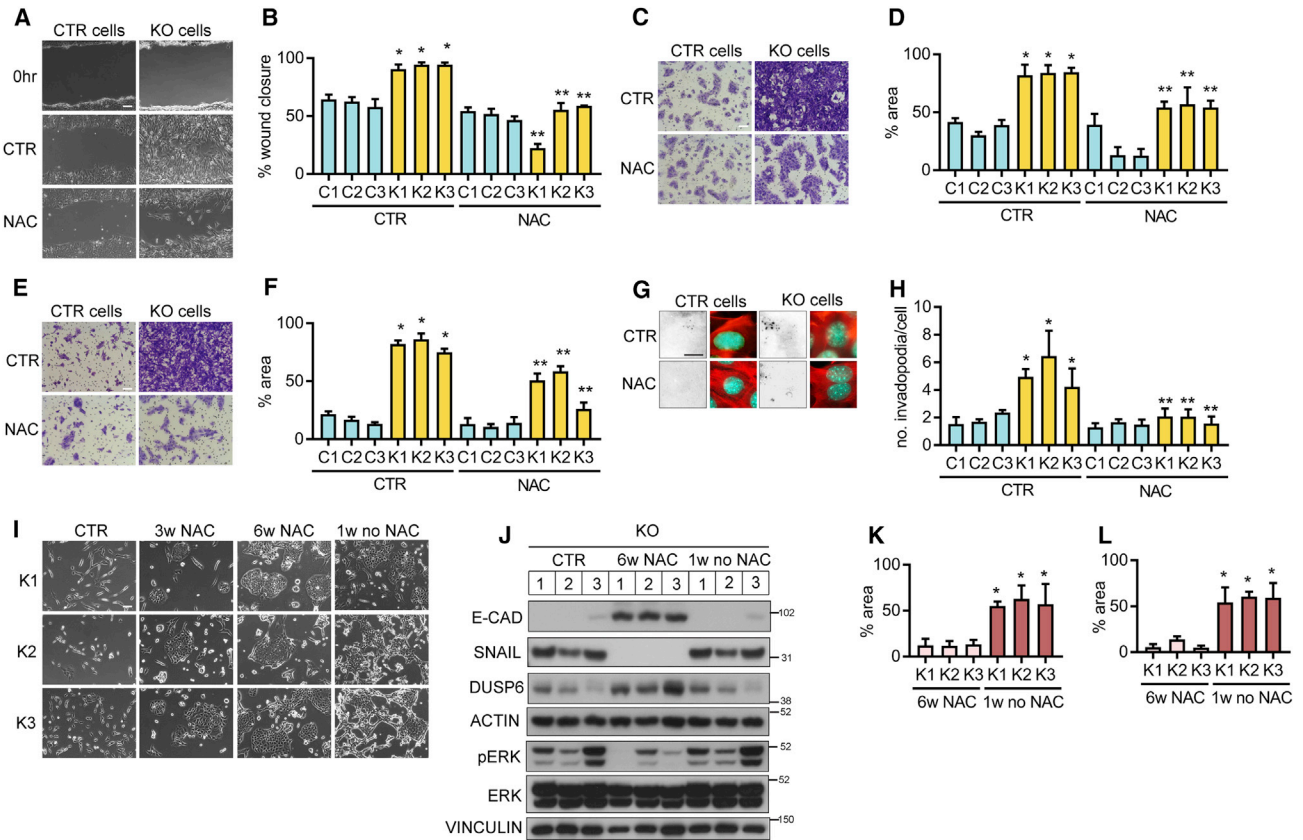 A
CTR cells KO cells
0hr
CTR
NAC
B
% wound closure
100
50
0
* * *
** ** **
C1 C2 C3 K1 K2 K3 C1 C2 C3 K1 K2 K3
CTR NAC
C
CTR cells KO cells
CTR
NAC
D
% area
100
50
0
* * *
** ** **
C1 C2 C3 K1 K2 K3 C1 C2 C3 K1 K2 K3
CTR NAC
E
CTR cells KO cells
CTR
NAC
F
% area
100
50
0
* * *
** ** **
C1 C2 C3 K1 K2 K3 C1 C2 C3 K1 K2 K3
CTR NAC
G
CTR cells KO cells
CTR
NAC
H
no. invadopodia/cell
10
8
6
4
2
0
* * *
** ** **
C1 C2 C3 K1 K2 K3 C1 C2 C3 K1 K2 K3
CTR NAC
I
CTR 3w NAC 6w NAC 1w no NAC
K1
K2
K3
J
KO
CTR 6w NAC 1w no NAC
1 2 3 1 2 3 1 2 3
E-CAD 102
SNAIL 31
DUSP6 38
ACTIN 52
pERK 52
ERK 52
VINCULIN 150
K
% area
100
50
0
* * *
K1 K2 K3 K1 K2 K3
6w NAC 1w no NAC
L
% area
100
50
0
* * *
K1 K2 K3 K1 K2 K3
6w NAC 1w no NAC